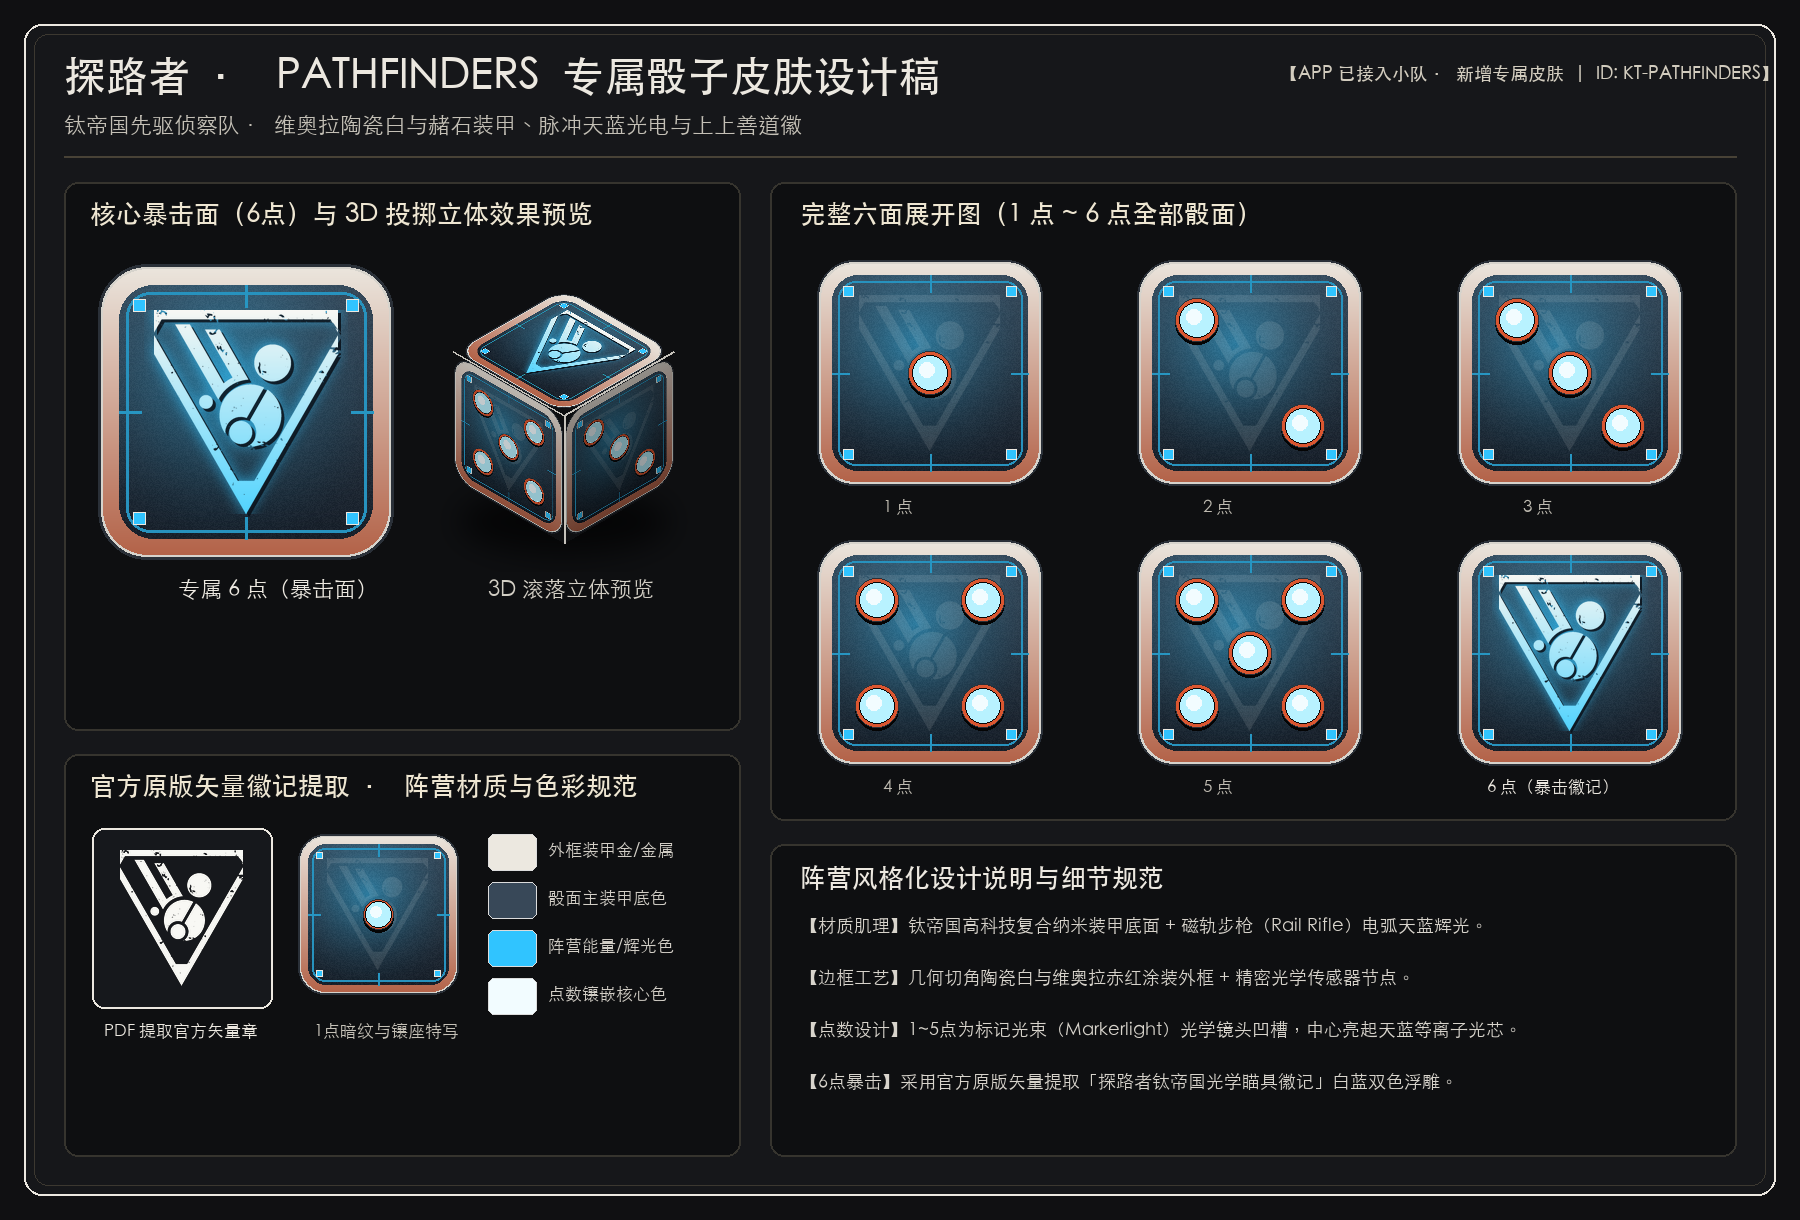 探路者 · PATHFINDERS 专属骰子皮肤设计稿
【APP 已接入小队 · 新增专属皮肤 | ID: KT-PATHFINDERS】
钛帝国先驱侦察队 · 维奥拉陶瓷白与赭石装甲、脉冲天蓝光电与上上善道徽
核心暴击面（6点）与 3D 投掷立体效果预览
专属 6 点（暴击面）
3D 滚落立体预览
完整六面展开图（1 点 ~ 6 点全部骰面）
1 点
2 点
3 点
4 点
5 点
6 点（暴击徽记）
官方原版矢量徽记提取 · 阵营材质与色彩规范
外框装甲金/金属
骰面主装甲底色
阵营能量/辉光色
点数镶嵌核心色
PDF 提取官方矢量章
1点暗纹与镶座特写
阵营风格化设计说明与细节规范
【材质肌理】钛帝国高科技复合纳米装甲底面 + 磁轨步枪（Rail Rifle）电弧天蓝辉光。
【边框工艺】几何切角陶瓷白与维奥拉赤红涂装外框 + 精密光学传感器节点。
【点数设计】1~5点为标记光束（Markerlight）光学镜头凹槽，中心亮起天蓝等离子光芯。
【6点暴击】采用官方原版矢量提取「探路者钛帝国光学瞄具徽记」白蓝双色浮雕。